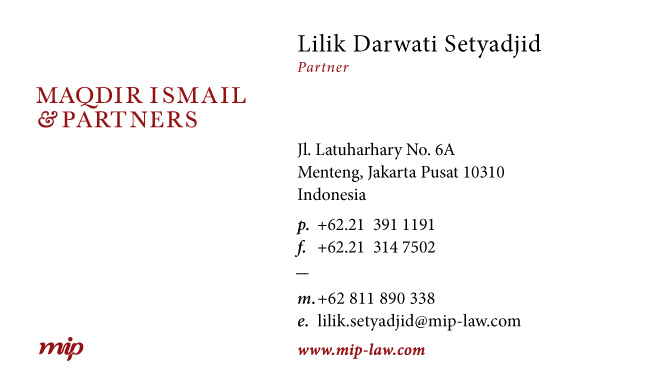 Lilik Darwati Setyadjid
Partner
MAQDIR ISMAIL
& PARTNERS
Jl. Latuharhary No. 6A
Menteng, Jakarta Pusat 10310
Indonesia
p. +62.21 391 1191
f. +62.21 314 7502
—
m. +62 811 890 338
e. lilik.setyadjid@mip-law.com
www.mip-law.com
mip